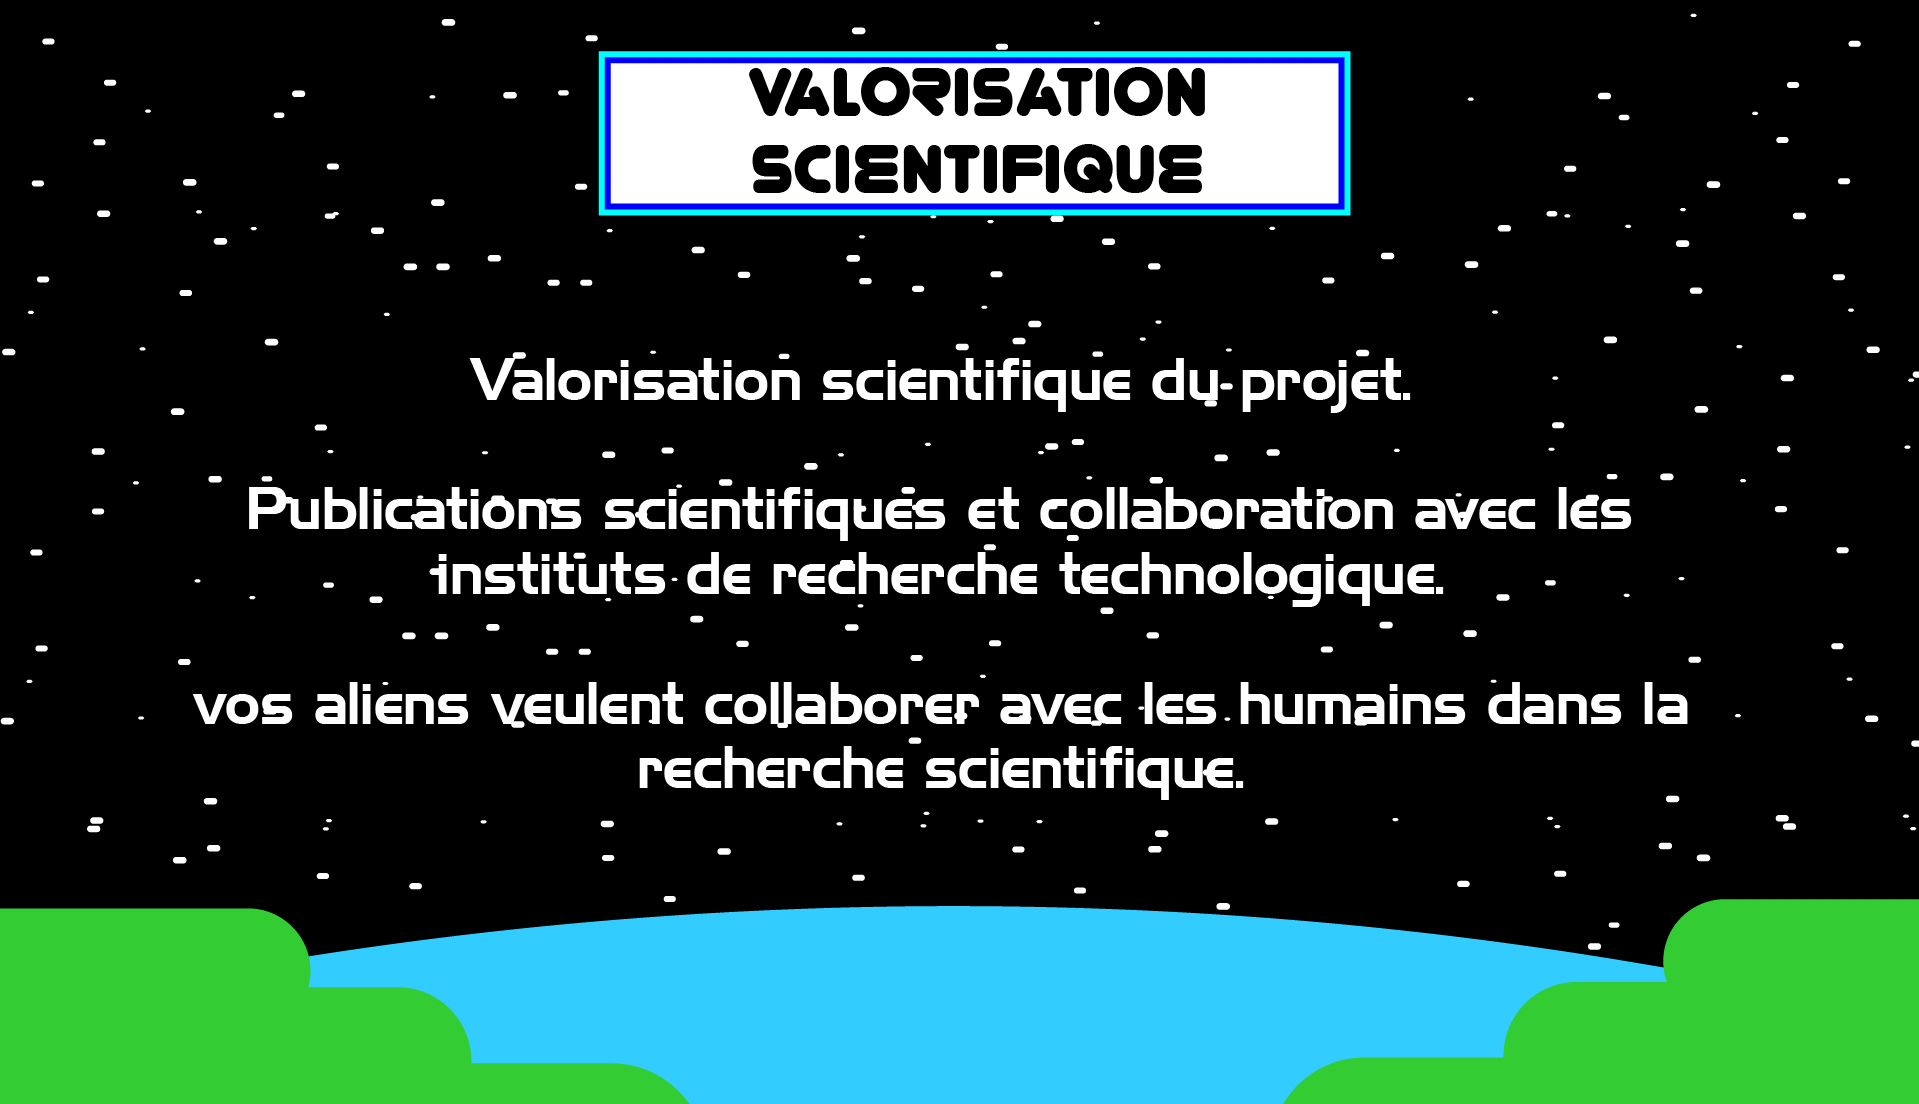 VALORISATION
SCIENTIFIQUE
Valorisation scientifique du projet.
Publications scientifiques et collaboration avec les
instituts de recherche technologique.
vos aliens veulent collaborer avec les humains dans la
recherche scientifique.